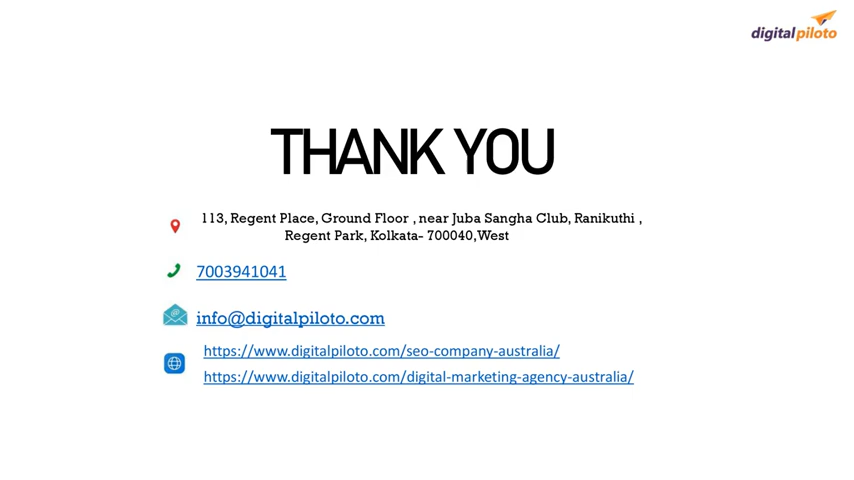 digitalpiloto
THANK YOU
113, Regent Place, Ground Floor , near Juba Sangha Club, Ranikuthi ,
Regent Park, Kolkata- 700040,West
7003941041
info@digitalpiloto.com
https://www.digitalpiloto.com/seo-company-australia/
https://www.digitalpiloto.com/digital-marketing-agency-australia/